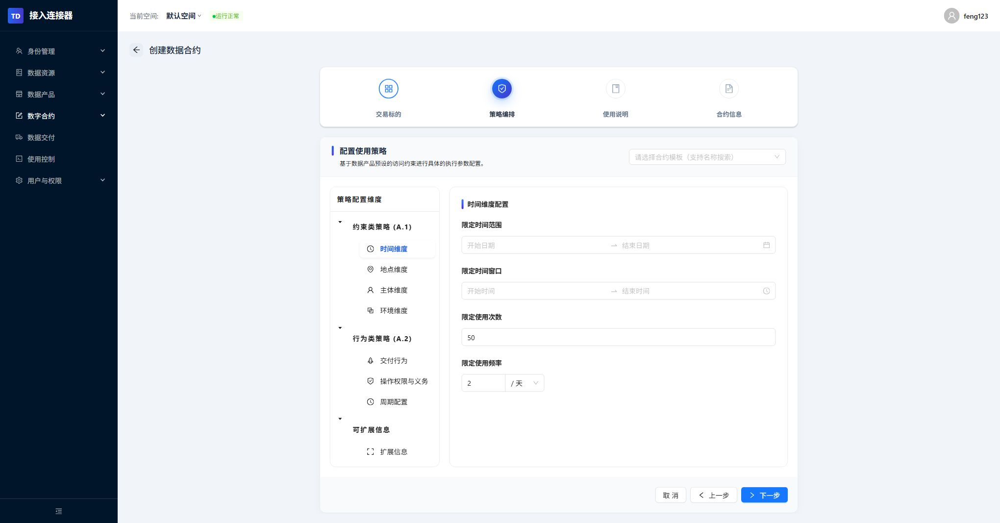 TD 接入连接器
当前空间: 默认空间 运行正常
feng123
身份管理
数据资源
数据产品
数字合约
数据交付
使用控制
用户与权限
创建数据合约
交易标的
策略编排
使用说明
合约信息
配置使用策略
基于数据产品预设的访问约束进行具体的执行参数配置。
请选择合约模板（支持名称搜索）
策略配置维度
约束类策略 (A.1)
时间维度
地点维度
主体维度
环境维度
行为类策略 (A.2)
交付行为
操作权限与义务
周期配置
可扩展信息
扩展信息
时间维度配置
限定时间范围
开始日期 → 结束日期
限定时间窗口
开始时间 → 结束时间
限定使用次数
50
限定使用频率
2 / 天
取 消
上一步
下一步